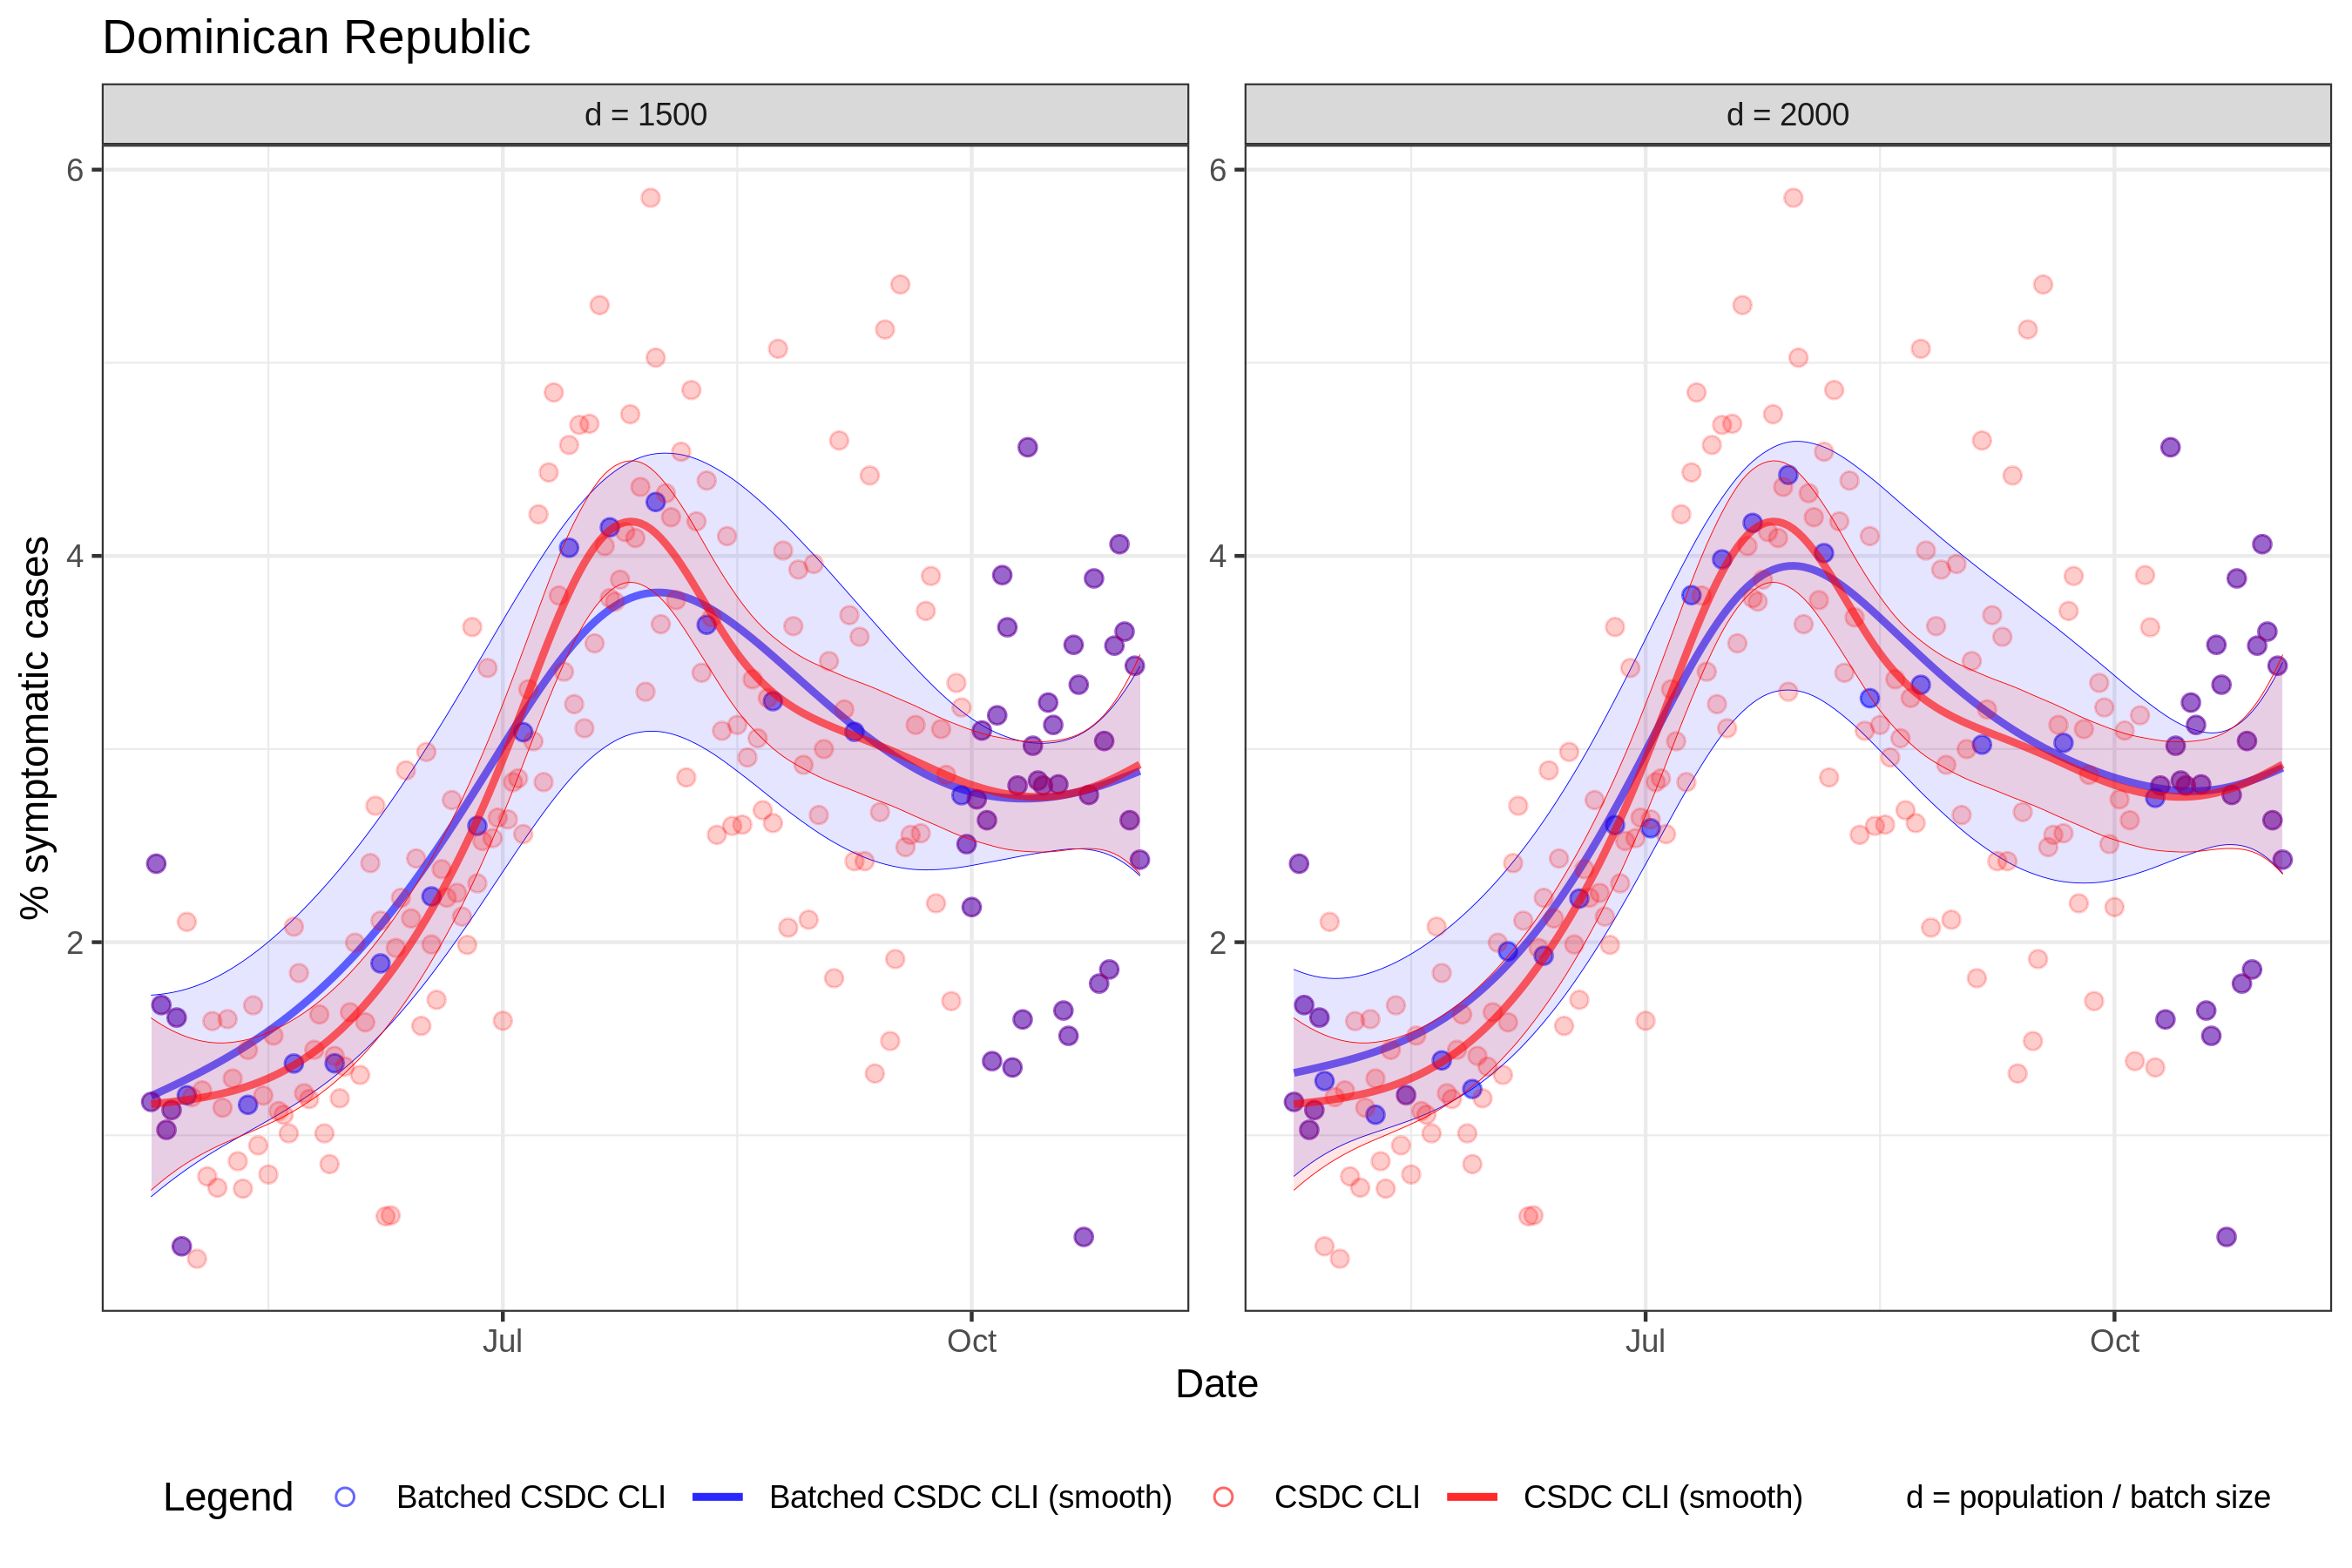 Dominican Republic
d = 1500
d = 2000
6
4
2
6
4
2
% symptomatic cases
Jul
Oct
Jul
Oct
Date
Legend
Batched CSDC CLI
Batched CSDC CLI (smooth)
CSDC CLI
CSDC CLI (smooth)
d = population / batch size